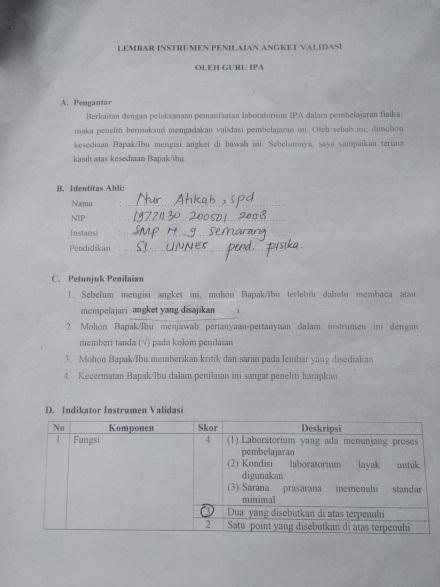 LEMBAR INSTRUMEN PENILAIAN ANGKET VALIDASI
OLEH GURU IPA
A. Pengantar
Berkaitan dengan pelaksanaan pemanfaatan laboratorium IPA dalam pembelajaran fisika,
maka peneliti bermaksud mengadakan validasi pembelajaran ini. Oleh sebab itu, dimohon
kesediaan Bapak/Ibu mengisi angket di bawah ini. Sebelumnya, saya sampaikan terima
kasih atas kesediaan Bapak/ibu.
B. Identitas Ahli:
Nama : Nur Atikah, spd
NIP : 19721130 200501 2008
Instansi : SMP N 9 Semarang
Pendidikan : S1. UNNES pend. Fisika.
C. Petunjuk Penilaian
1. Sebelum mengisi angket ini, mohon Bapak/Ibu terlebih dahulu membaca atau
mempelajari angket yang disajikan
2. Mohon Bapak/Ibu menjawab pertanyaan-pertanyaan dalam instrumen ini dengan
memberi tanda (√) pada kolom penilaian
3. Mohon Bapak/Ibu memberikan kritik dan saran pada lembar yang disediakan
4. Kecermatan Bapak/Ibu dalam penilaian ini sangat peneliti harapkan
D. Indikator Instrumen Validasi
No Komponen Skor Deskripsi
1 Fungsi 4 (1) Laboratorium yang ada menunjang proses
pembelajaran
(2) Kondisi laboratorium layak untuk
digunakan
(3) Sarana prasarana memenuhi standar
minimal
3 Dua yang disebutkan di atas terpenuhi
2 Satu point yang disebutkan di atas terpenuhi